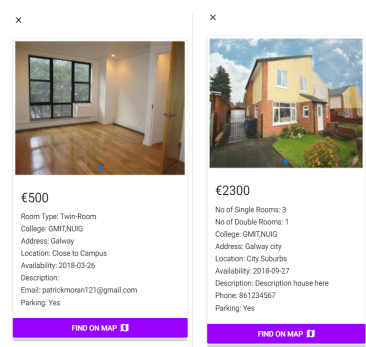 ×
€500
Room Type: Twin-Room
College: GMIT,NUIG
Address: Galway
Location: Close to Campus
Availability: 2018-03-26
Description:
Email: patrickmoran121@gmail.com
Parking: Yes
FIND ON MAP
×
€2300
No of Single Rooms: 3
No of Double Rooms: 1
College: GMIT,NUIG
Address: Galway city
Location: City Suburbs
Availability: 2018-09-27
Description: Description house here
Phone: 861234567
Parking: Yes
FIND ON MAP